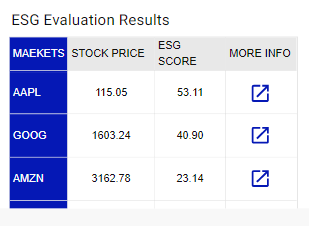 ESG Evaluation Results
MAEKETS STOCK PRICE ESG SCORE MORE INFO
AAPL 115.05 53.11
GOOG 1603.24 40.90
AMZN 3162.78 23.14